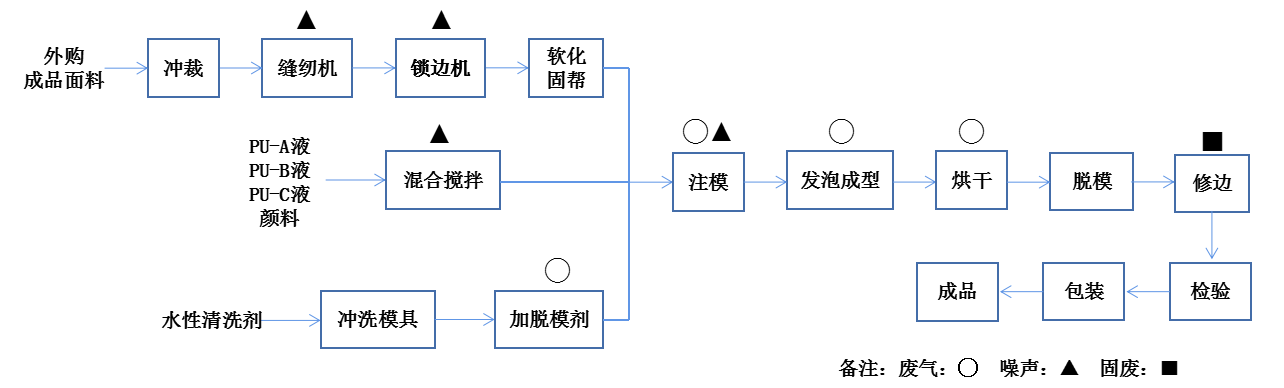 外购
成品面料
冲裁
缝纫机
锁边机
软化
固帮
PU-A液
PU-B液
PU-C液
颜料
混合搅拌
注模
发泡成型
烘干
脱模
修边
水性清洗剂
冲洗模具
加脱模剂
成品
包装
检验
备注：废气：○ 噪声：▲ 固废：■